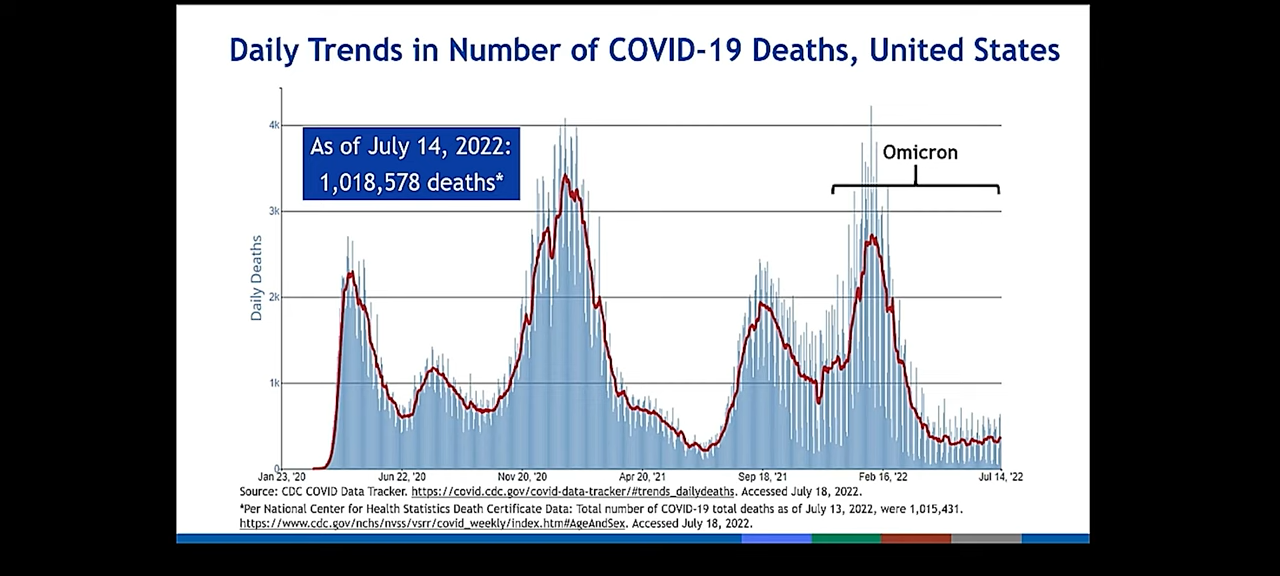 Daily Trends in Number of COVID-19 Deaths, United States
As of July 14, 2022:
1,018,578 deaths*
Omicron
Daily Deaths
4k
3k
2k
1k
0
Jan 23, '20
Jun 22, '20
Nov 20, '20
Apr 20, '21
Sep 18, '21
Feb 16, '22
Jul 14, '22
Source: CDC COVID Data Tracker. https://covid.cdc.gov/covid-data-tracker/#trends_dailydeaths. Accessed July 18, 2022.
*Per National Center for Health Statistics Death Certificate Data: Total number of COVID-19 total deaths as of July 13, 2022, were 1,015,431.
https://www.cdc.gov/nchs/nvss/vsrr/covid_weekly/index.htm#AgeAndSex. Accessed July 18, 2022.